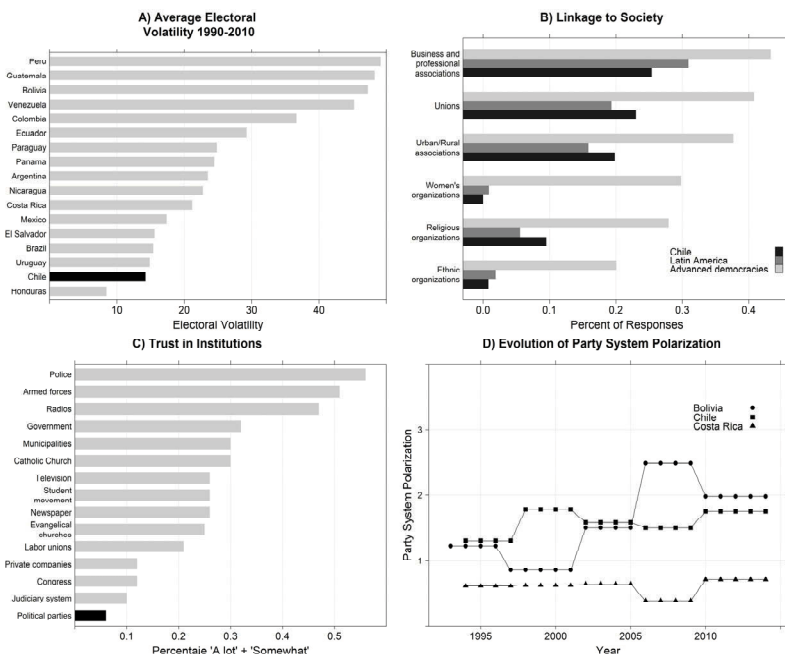 A) Average Electoral
Volatility 1990-2010
Peru
Guatemala
Bolivia
Venezuela
Colombia
Ecuador
Paraguay
Panama
Argentina
Nicaragua
Costa Rica
Mexico
El Salvador
Brazil
Uruguay
Chile
Honduras
10 20 30 40
Electoral Volatility
B) Linkage to Society
Business and
professional
associations
Unions
Urban/Rural
associations
Women's
organizations
Religious
organizations
Ethnic
organizations
Chile
Latin America
Advanced democracies
0.0 0.1 0.2 0.3 0.4
Percent of Responses
C) Trust in Institutions
Police
Armed forces
Radios
Government
Municipalities
Catholic Church
Television
Student
movement
Newspaper
Evangelical
churches
Labor unions
Private companies
Congress
Judiciary system
Political parties
0.1 0.2 0.3 0.4 0.5
Percentaje 'A lot' + 'Somewhat'
D) Evolution of Party System Polarization
Bolivia
Chile
Costa Rica
Party System Polarization
3
2
1
1995 2000 2005 2010
Year